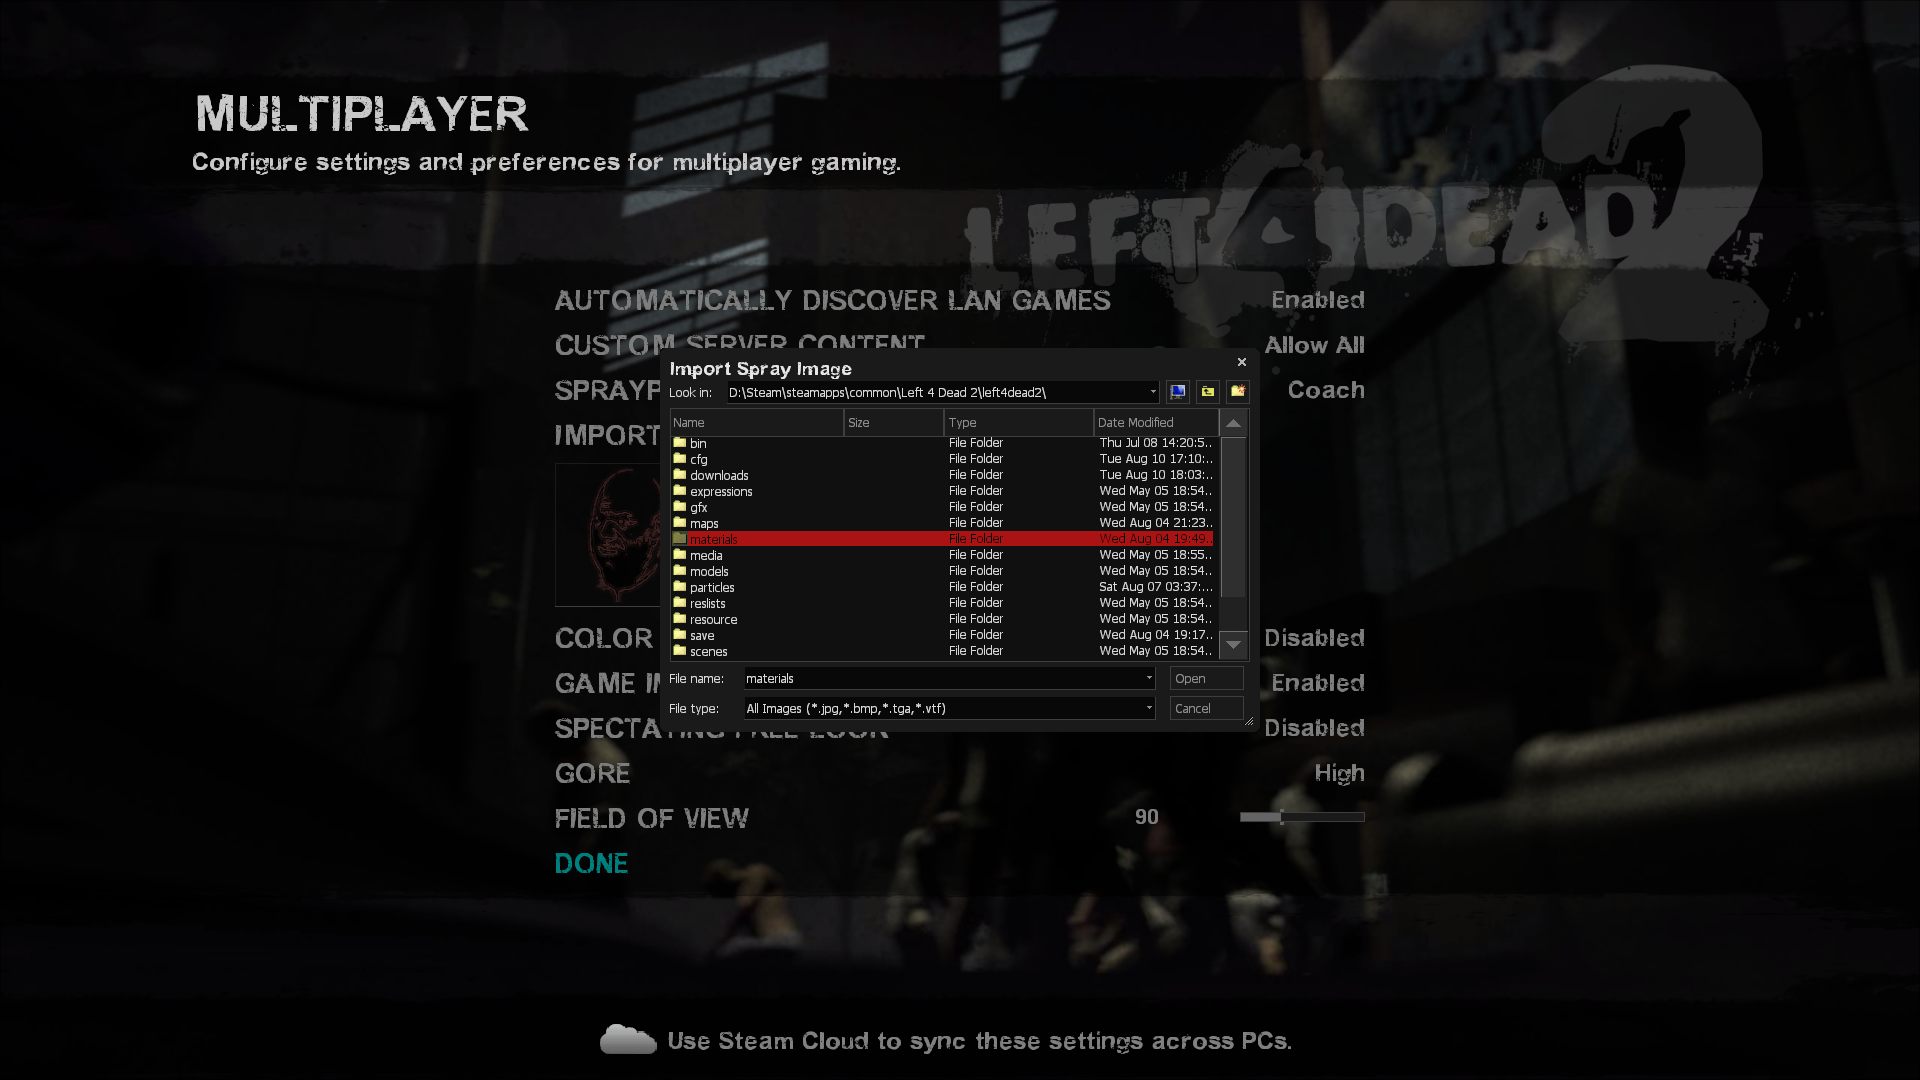 MULTIPLAYER
Configure settings and preferences for multiplayer gaming.
LEFT 4 DEAD 2
AUTOMATICALLY DISCOVER LAN GAMES Enabled
CUSTOM SERVER CONTENT Allow All
Coach
IMPORT
Import Spray Image
Look in: D:\Steam\steamapps\common\Left 4 Dead 2\left4dead2\
Name Size Type Date Modified
bin File Folder Thu Jul 08 14:20:5..
cfg File Folder Tue Aug 10 17:10:..
downloads File Folder Tue Aug 10 18:03:..
expressions File Folder Wed May 05 18:54..
gfx File Folder Wed May 05 18:54..
maps File Folder Wed Aug 04 21:23..
materials File Folder Wed Aug 04 19:49..
media File Folder Wed May 05 18:55..
models File Folder Wed May 05 18:54..
particles File Folder Sat Aug 07 03:37:...
reslists File Folder Wed May 05 18:54..
resource File Folder Wed May 05 18:54..
save File Folder Wed Aug 04 19:17..
scenes File Folder Wed May 05 18:54..
File name: materials Open
File type: All Images (*.jpg,*.bmp,*.tga,*.vtf) Cancel
COLOR Disabled
GAME Enabled
SPECTATING FREE LOOK Disabled
GORE High
FIELD OF VIEW 90
DONE
Use Steam Cloud to sync these settings across PCs.